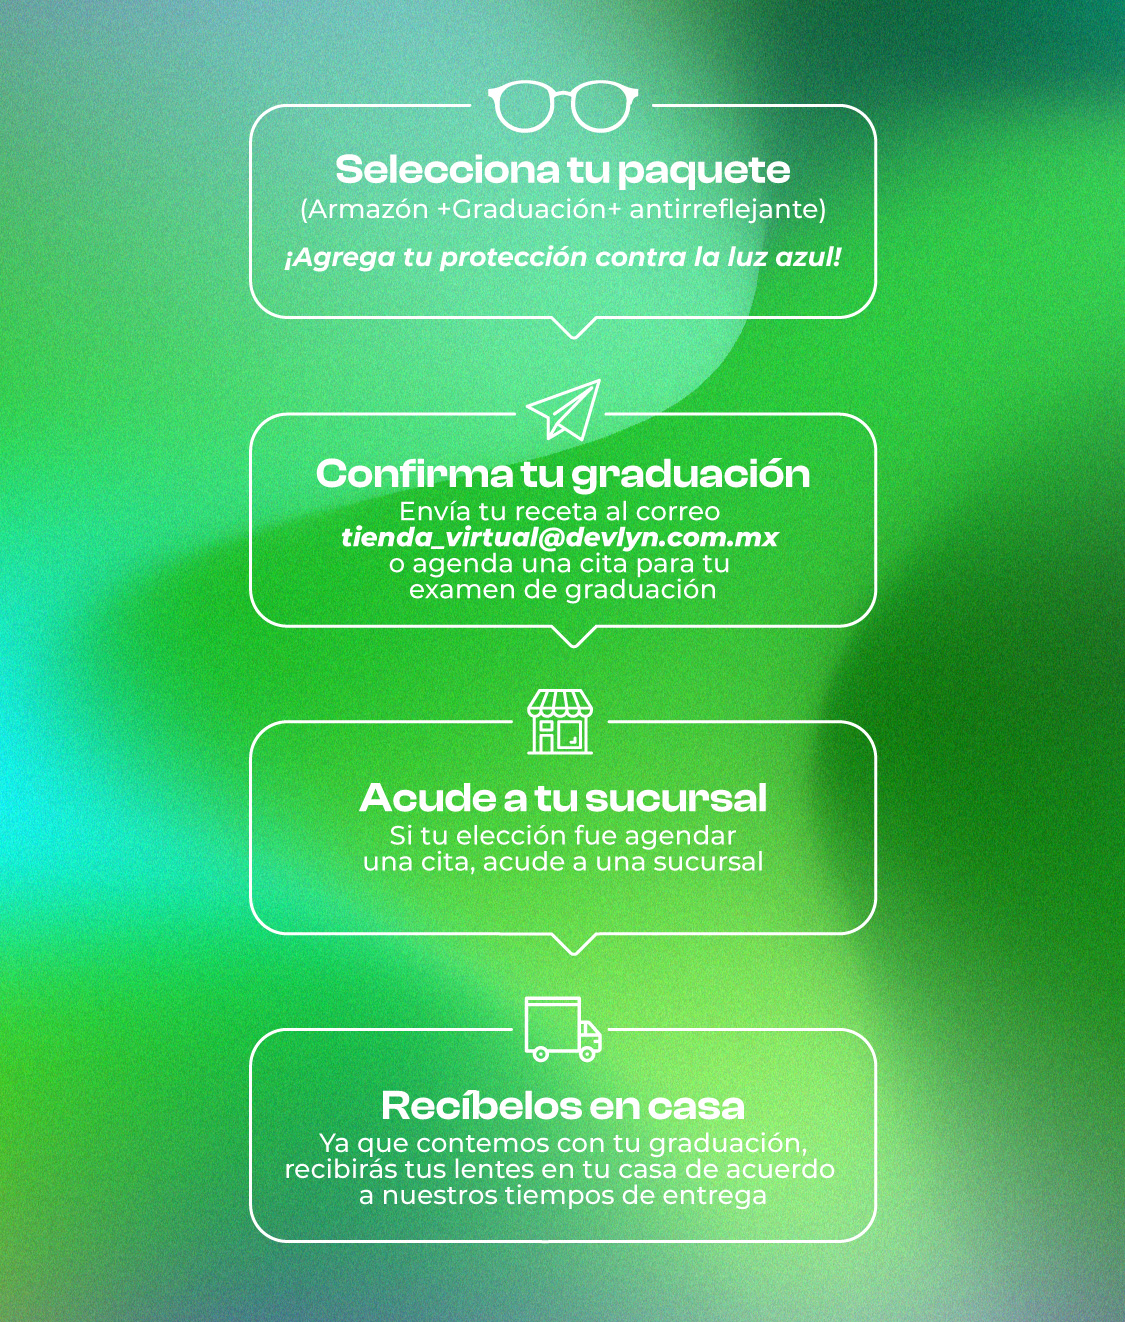 Selecciona tu paquete
(Armazón +Graduación+ antirreflejante)
¡Agrega tu protección contra la luz azul!
Confirma tu graduación
Envía tu receta al correo
tienda_virtual@devlyn.com.mx
o agenda una cita para tu
examen de graduación
Acude a tu sucursal
Si tu elección fue agendar
una cita, acude a una sucursal
Recíbelos en casa
Ya que contemos con tu graduación,
recibirás tus lentes en tu casa de acuerdo
a nuestros tiempos de entrega